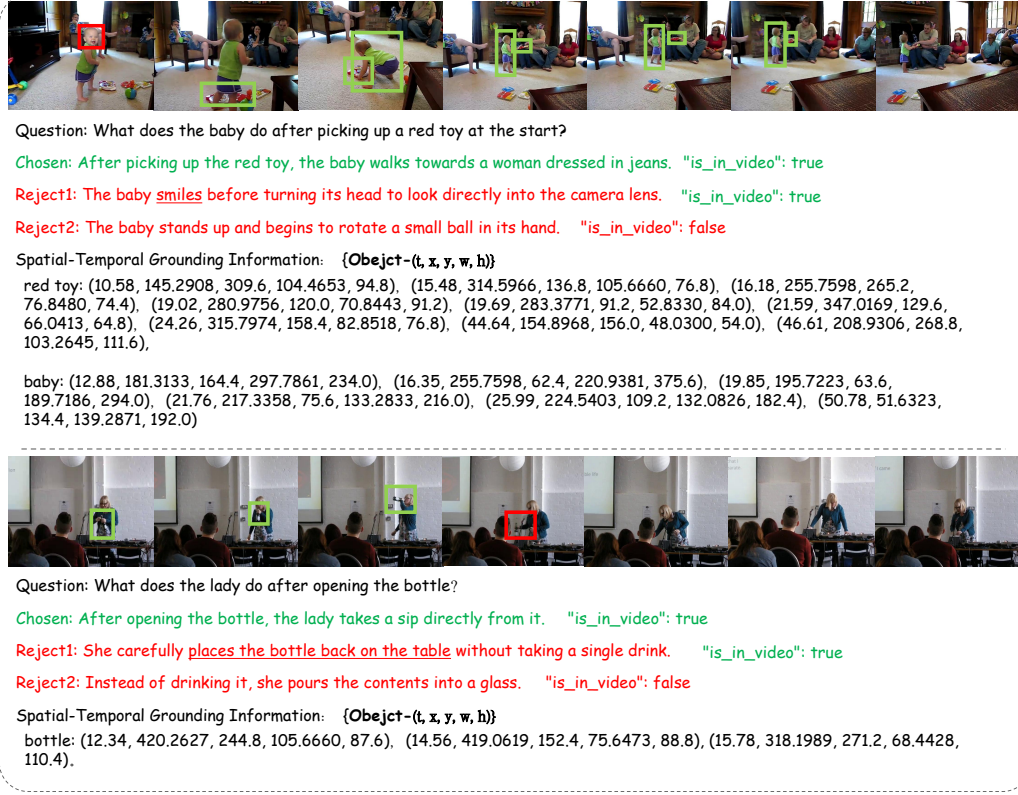 Question: What does the baby do after picking up a red toy at the start?
Chosen: After picking up the red toy, the baby walks towards a woman dressed in jeans. "is_in_video": true
Reject1: The baby smiles before turning its head to look directly into the camera lens. "is_in_video": true
Reject2: The baby stands up and begins to rotate a small ball in its hand. "is_in_video": false
Spatial-Temporal Grounding Information: {Obejct-(t, x, y, w, h)}
red toy: (10.58, 145.2908, 309.6, 104.4653, 94.8), (15.48, 314.5966, 136.8, 105.6660, 76.8), (16.18, 255.7598, 265.2,
76.8480, 74.4), (19.02, 280.9756, 120.0, 70.8443, 91.2), (19.69, 283.3771, 91.2, 52.8330, 84.0), (21.59, 347.0169, 129.6,
66.0413, 64.8), (24.26, 315.7974, 158.4, 82.8518, 76.8), (44.64, 154.8968, 156.0, 48.0300, 54.0), (46.61, 208.9306, 268.8,
103.2645, 111.6),
baby: (12.88, 181.3133, 164.4, 297.7861, 234.0), (16.35, 255.7598, 62.4, 220.9381, 375.6), (19.85, 195.7223, 63.6,
189.7186, 294.0), (21.76, 217.3358, 75.6, 133.2833, 216.0), (25.99, 224.5403, 109.2, 132.0826, 182.4), (50.78, 51.6323,
134.4, 139.2871, 192.0)
Question: What does the lady do after opening the bottle?
Chosen: After opening the bottle, the lady takes a sip directly from it. "is_in_video": true
Reject1: She carefully places the bottle back on the table without taking a single drink. "is_in_video": true
Reject2: Instead of drinking it, she pours the contents into a glass. "is_in_video": false
Spatial-Temporal Grounding Information: {Obejct-(t, x, y, w, h)}
bottle: (12.34, 420.2627, 244.8, 105.6660, 87.6), (14.56, 419.0619, 152.4, 75.6473, 88.8), (15.78, 318.1989, 271.2, 68.4428,
110.4)。